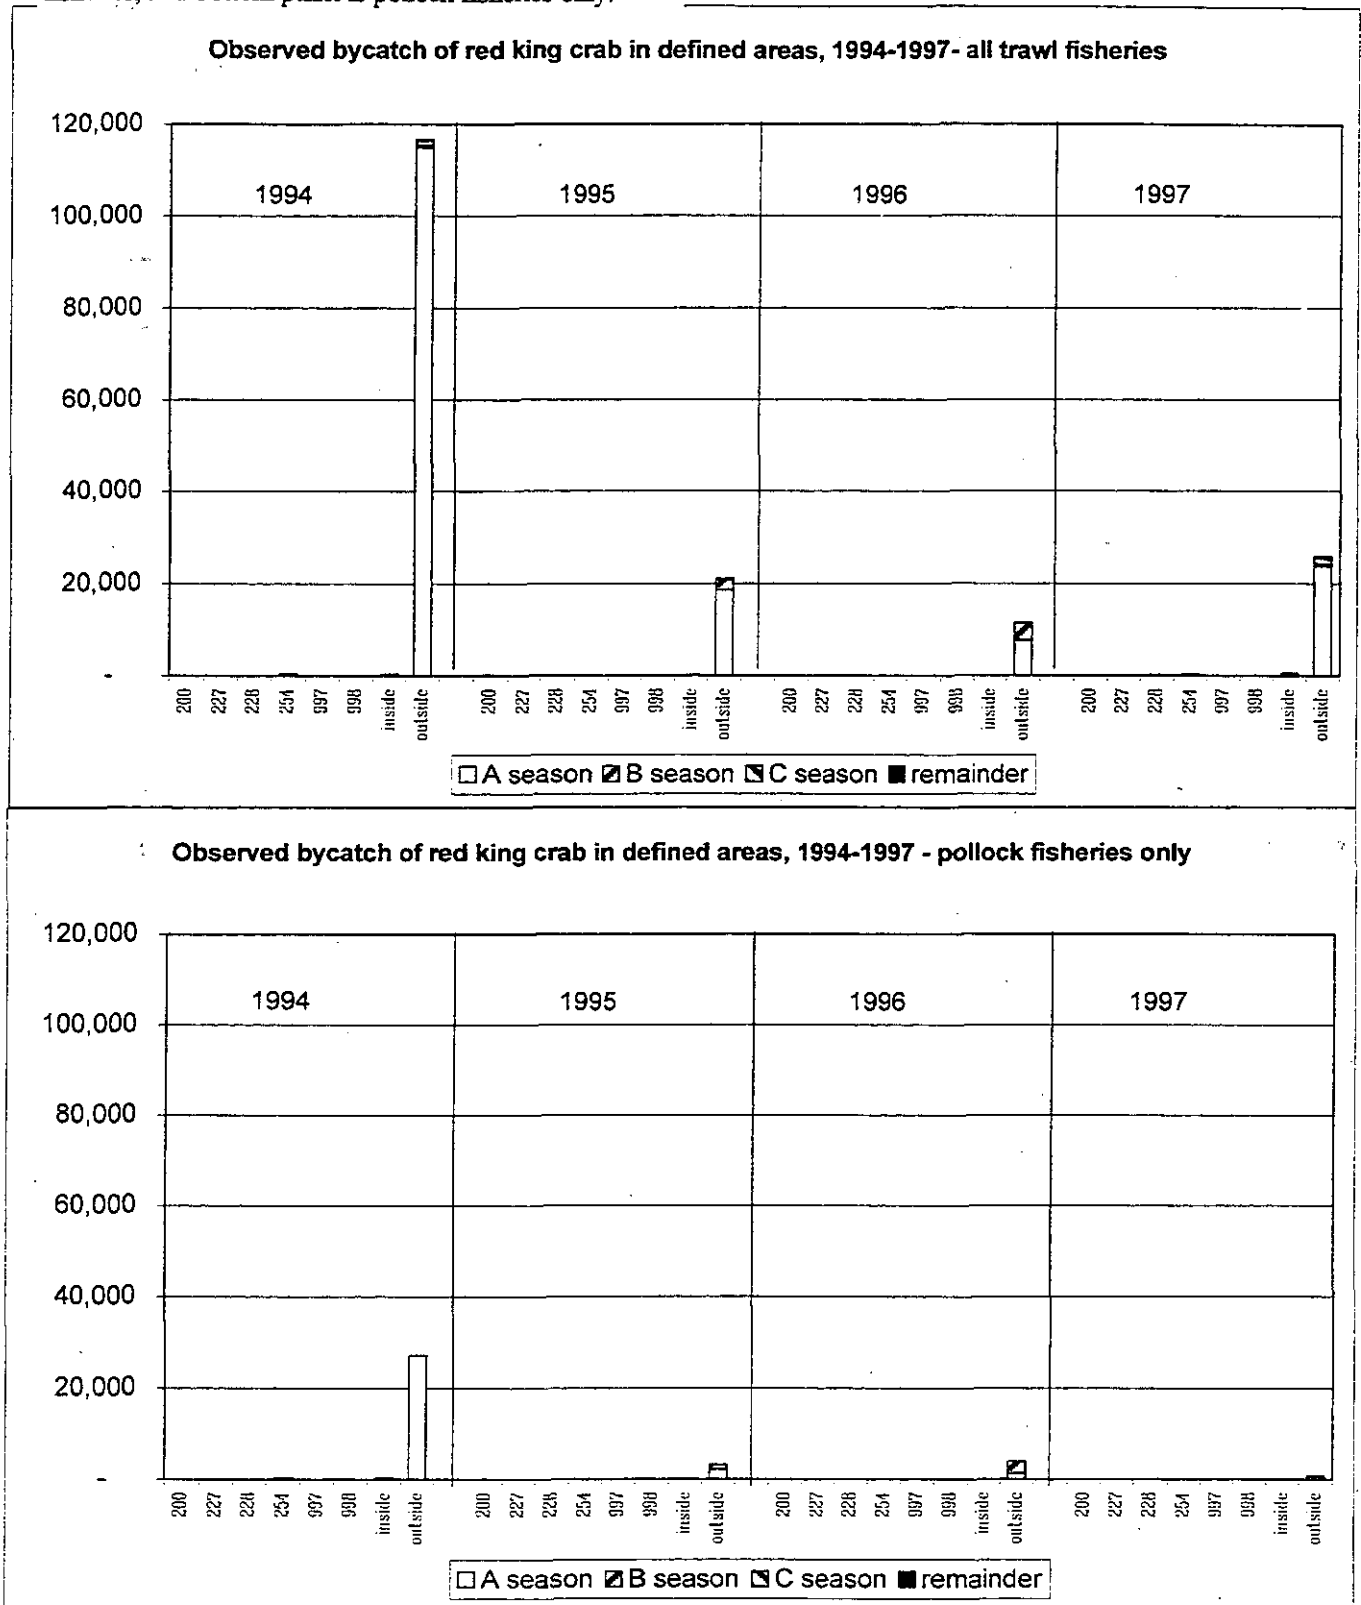 bottom panel is pollock fisheries only.
Observed bycatch of red king crab in defined areas, 1994-1997- all trawl fisheries
120,000
100,000
80,000
60,000
40,000
20,000
-
1994 1995 1996 1997
200 227 228 254 997 998 inside outside 200 227 228 254 997 998 inside outside 200 227 228 254 997 998 inside outside 200 227 228 254 997 998 inside outside
A season B season C season remainder
Observed bycatch of red king crab in defined areas, 1994-1997 - pollock fisheries only
120,000
100,000
80,000
60,000
40,000
20,000
-
1994 1995 1996 1997
200 227 228 254 997 998 inside outside 200 227 228 254 997 998 inside outside 200 227 228 254 997 998 inside outside 200 227 228 254 997 998 inside outside
A season B season C season remainder